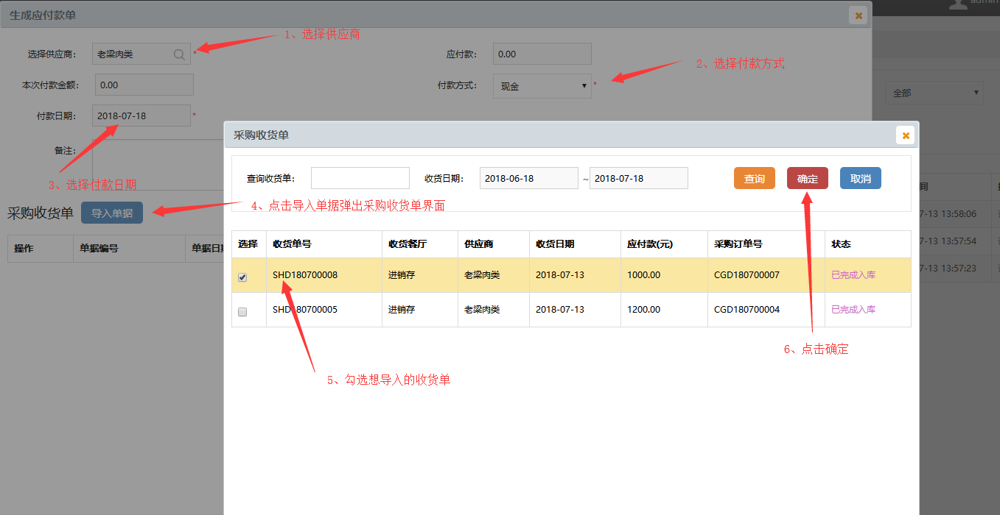 生成应付款单
admin
1、选择供应商
选择供应商:
老梁肉类
*
应付款:
0.00
2、选择付款方式
本次付款金额:
0.00
付款方式:
现金
*
全部
付款日期:
2018-07-18
*
备注:
3、选择付款日期
采购收货单
导入单据
4、点击导入单据弹出采购收货单界面
操作
单据编号
单据日期
采购收货单
查询收货单:
收货日期:
2018-06-18
~
2018-07-18
查询
确定
取消
选择
收货单号
收货客厅
供应商
收货日期
应付款(元)
采购订单号
状态
SHD180700008
进销存
老梁肉类
2018-07-13
1000.00
CGD180700007
已完成入库
SHD180700005
进销存
老梁肉类
2018-07-13
1200.00
CGD180700004
已完成入库
间
7-13 13:58:06
7-13 13:57:54
7-13 13:57:23
5、勾选想导入的收货单
6、点击确定